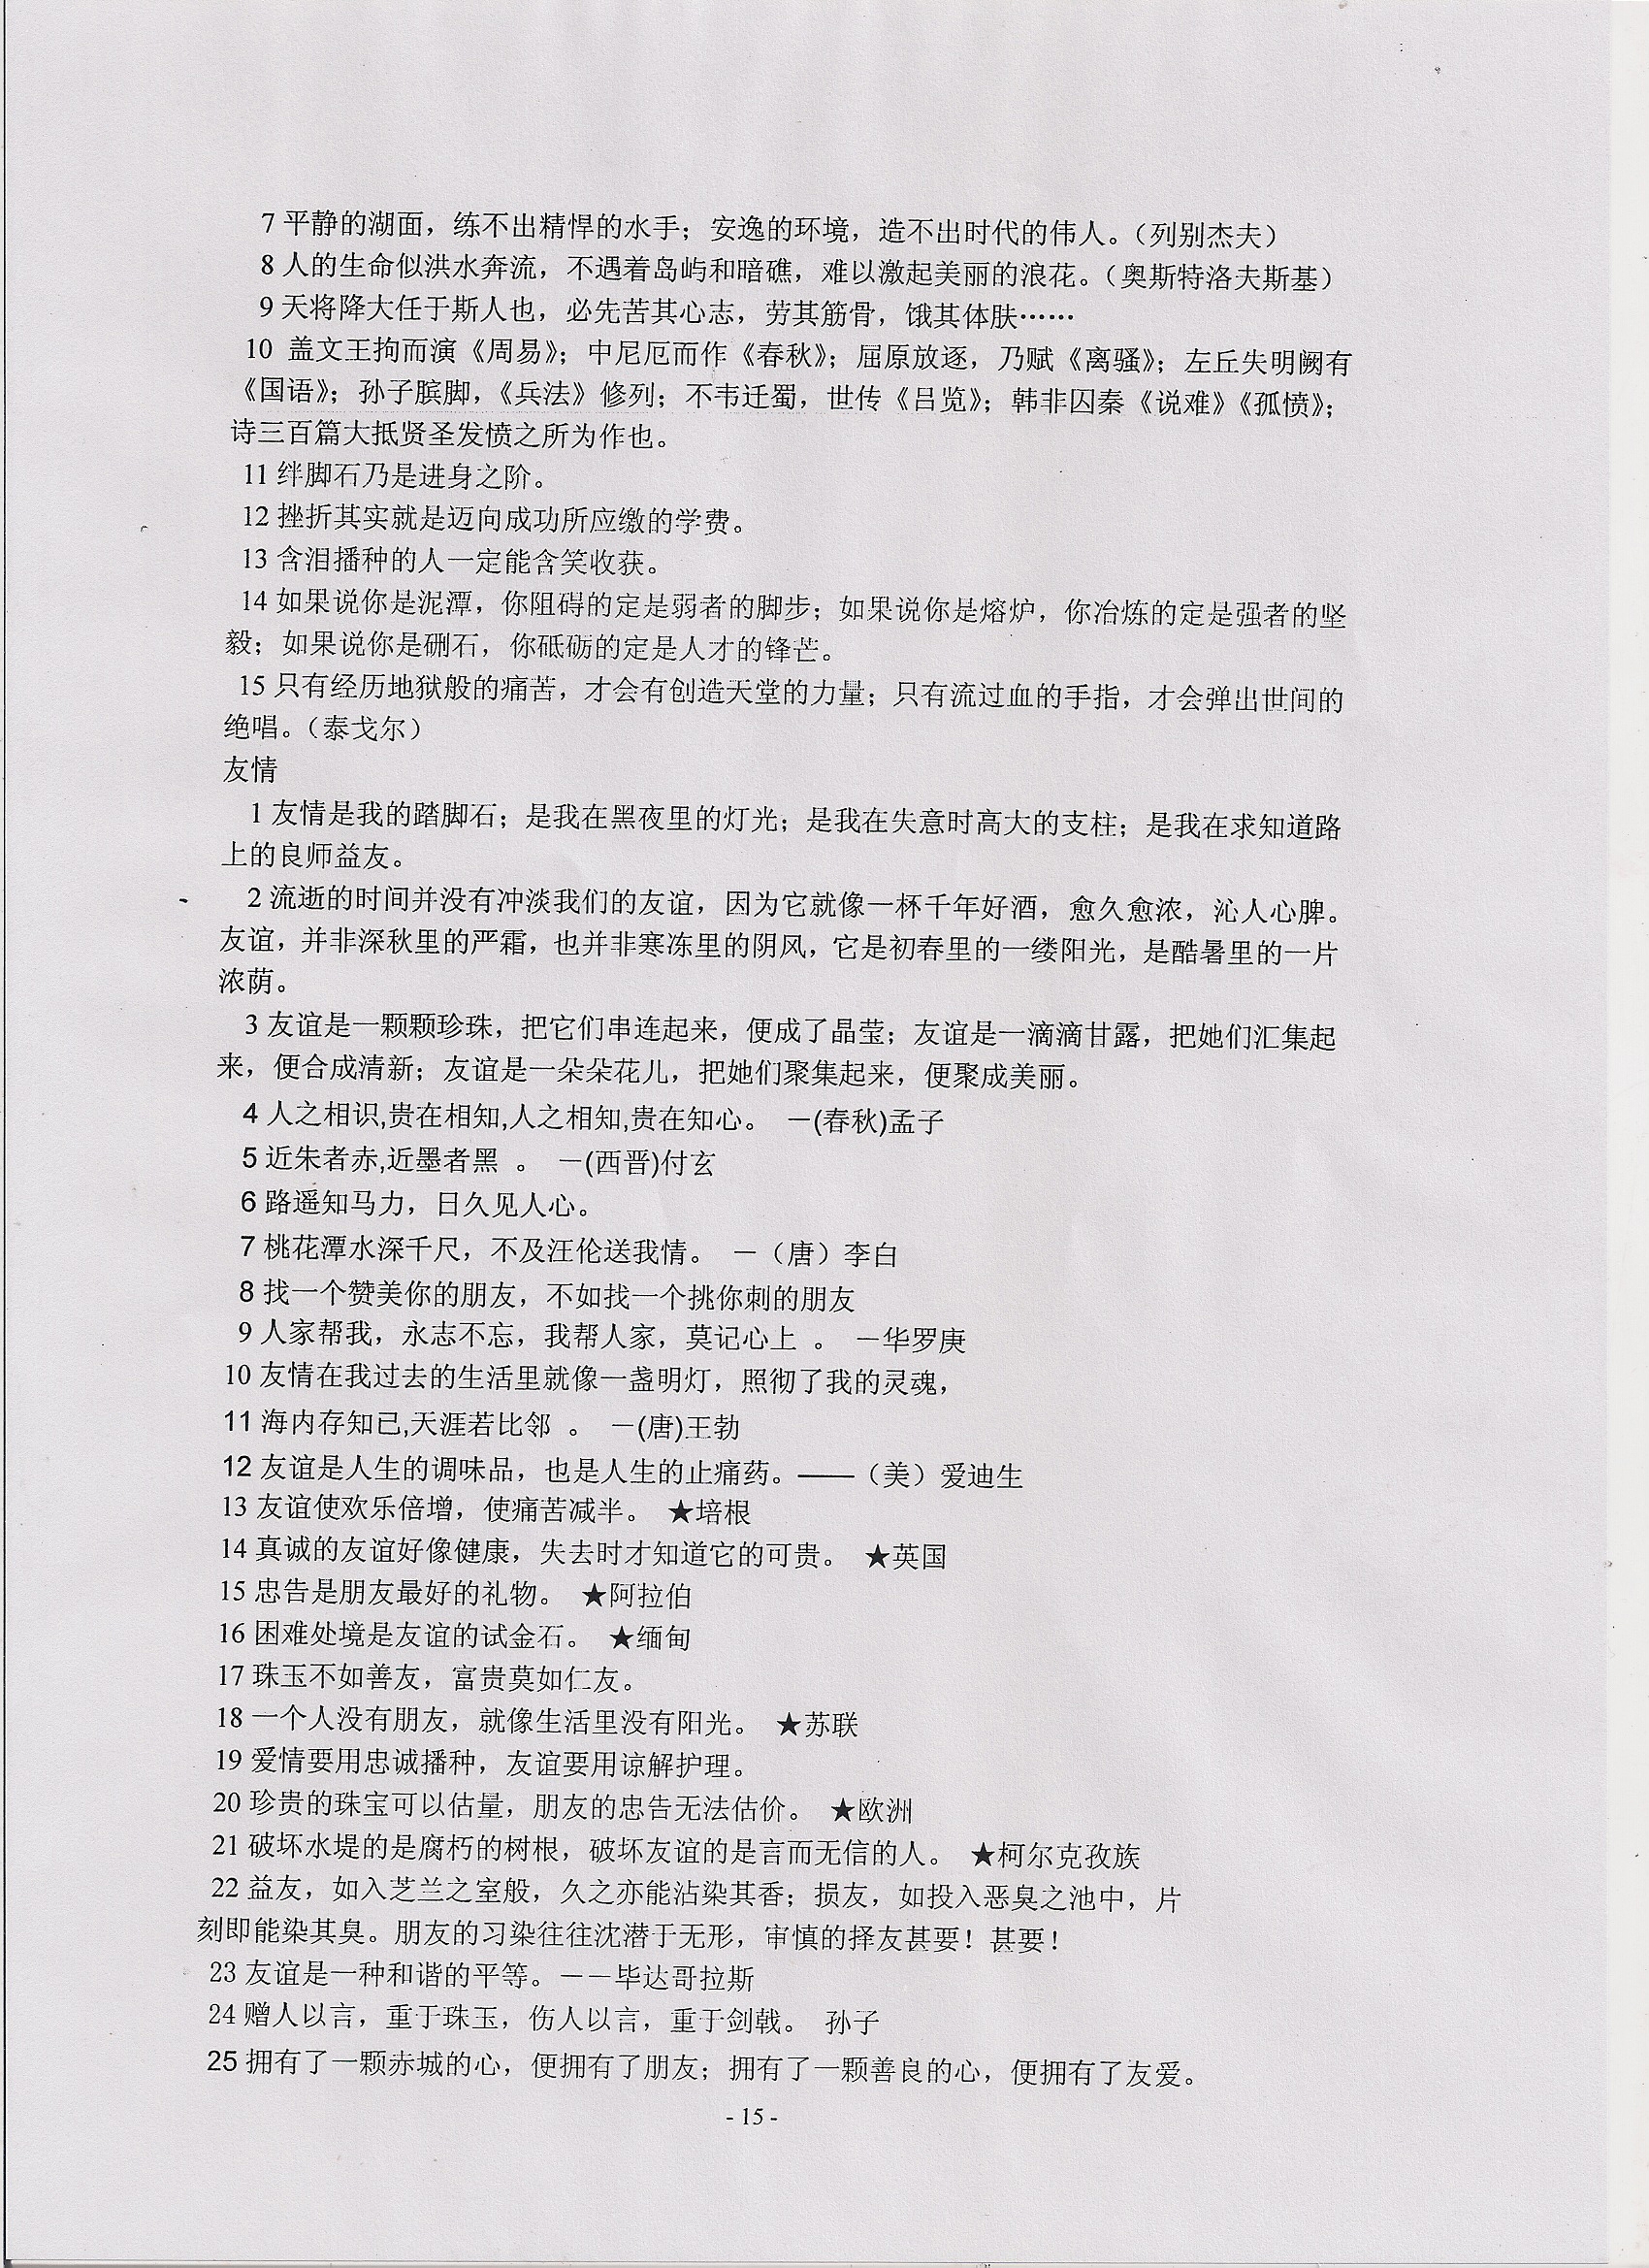 7 平静的湖面，练不出精悍的水手；安逸的环境，造不出时代的伟人。（列别杰夫）
8 人的生命似洪水奔流，不遇着岛屿和暗礁，难以激起美丽的浪花。（奥斯特洛夫斯基）
9 天将降大任于斯人也，必先苦其心志，劳其筋骨，饿其体肤……
10 盖文王拘而演《周易》；中尼厄而作《春秋》；屈原放逐，乃赋《离骚》；左丘失明阙有
《国语》；孙子膑脚，《兵法》修列；不韦迁蜀，世传《吕览》；韩非囚秦《说难》《孤愤》；
诗三百篇大抵贤圣发愤之所为作也。
11 绊脚石乃是进身之阶。
12 挫折其实就是迈向成功所应缴的学费。
13 含泪播种的人一定能含笑收获。
14 如果说你是泥潭，你阻碍的定是弱者的脚步；如果说你是熔炉，你冶炼的定是强者的坚
毅；如果说你是硎石，你砥砺的定是人才的锋芒。
15 只有经历地狱般的痛苦，才会有创造天堂的力量；只有流过血的手指，才会弹出世间的
绝唱。（泰戈尔）
友情
1 友情是我的踏脚石；是我在黑夜里的灯光；是我在失意时高大的支柱；是我在求知道路
上的良师益友。
2 流逝的时间并没有冲淡我们的友谊，因为它就像一杯千年好酒，愈久愈浓，沁人心脾。
友谊，并非深秋里的严霜，也并非寒冻里的阴风，它是初春里的一缕阳光，是酷暑里的一片
浓荫。
3 友谊是一颗颗珍珠，把它们串连起来，便成了晶莹；友谊是一滴滴甘露，把她们汇集起
来，便合成清新；友谊是一朵朵花儿，把她们聚集起来，便聚成美丽。
4 人之相识,贵在相知,人之相知,贵在知心。 －(春秋)孟子
5 近朱者赤,近墨者黑 。 －(西晋)付玄
6 路遥知马力，日久见人心。
7 桃花潭水深千尺，不及汪伦送我情。 －（唐）李白
8 找一个赞美你的朋友，不如找一个挑你刺的朋友
9 人家帮我，永志不忘，我帮人家，莫记心上 。 －华罗庚
10 友情在我过去的生活里就像一盏明灯，照彻了我的灵魂，
11 海内存知已,天涯若比邻 。 －(唐)王勃
12 友谊是人生的调味品，也是人生的止痛药。——（美）爱迪生
13 友谊使欢乐倍增，使痛苦减半。 ★培根
14 真诚的友谊好像健康，失去时才知道它的可贵。 ★英国
15 忠告是朋友最好的礼物。 ★阿拉伯
16 困难处境是友谊的试金石。 ★缅甸
17 珠玉不如善友，富贵莫如仁友。
18 一个人没有朋友，就像生活里没有阳光。 ★苏联
19 爱情要用忠诚播种，友谊要用谅解护理。
20 珍贵的珠宝可以估量，朋友的忠告无法估价。 ★欧洲
21 破坏水堤的是腐朽的树根，破坏友谊的是言而无信的人。 ★柯尔克孜族
22 益友，如入芝兰之室般，久之亦能沾染其香；损友，如投入恶臭之池中，片
刻即能染其臭。朋友的习染往往沈潜于无形，审慎的择友甚要！甚要！
23 友谊是一种和谐的平等。－－毕达哥拉斯
24 赠人以言，重于珠玉，伤人以言，重于剑戟。 孙子
25 拥有了一颗赤城的心，便拥有了朋友；拥有了一颗善良的心，便拥有了友爱。
- 15 -